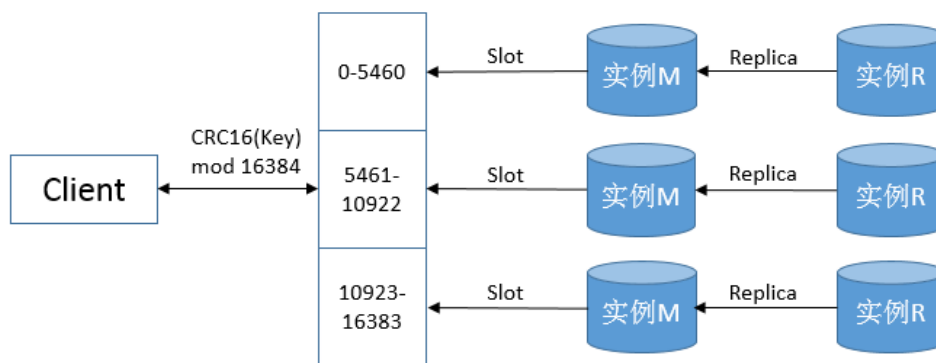 0-5460
Slot
实例M
Replica
实例R
Client
CRC16(Key)
mod 16384
5461-
10922
Slot
实例M
Replica
实例R
10923-
16383
Slot
实例M
Replica
实例R